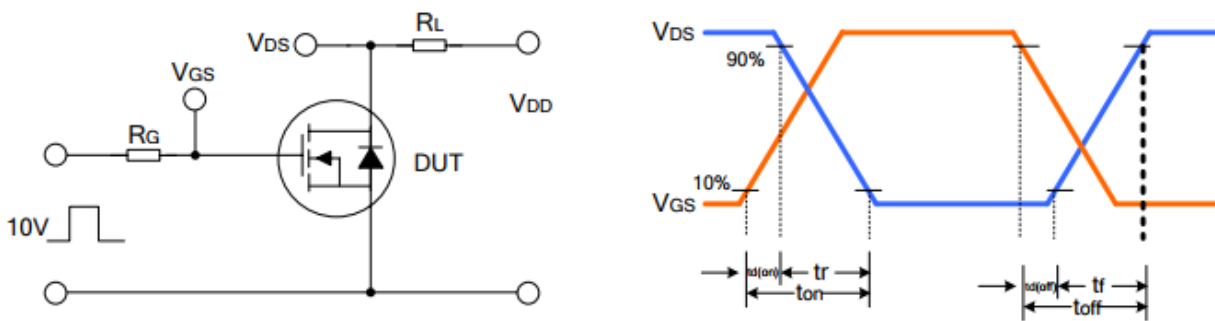 RL
VDS
VGS
VDD
RG
DUT
10V
VDS
90%
10%
VGS
td(on)
tr
ton
td(off)
tf
toff